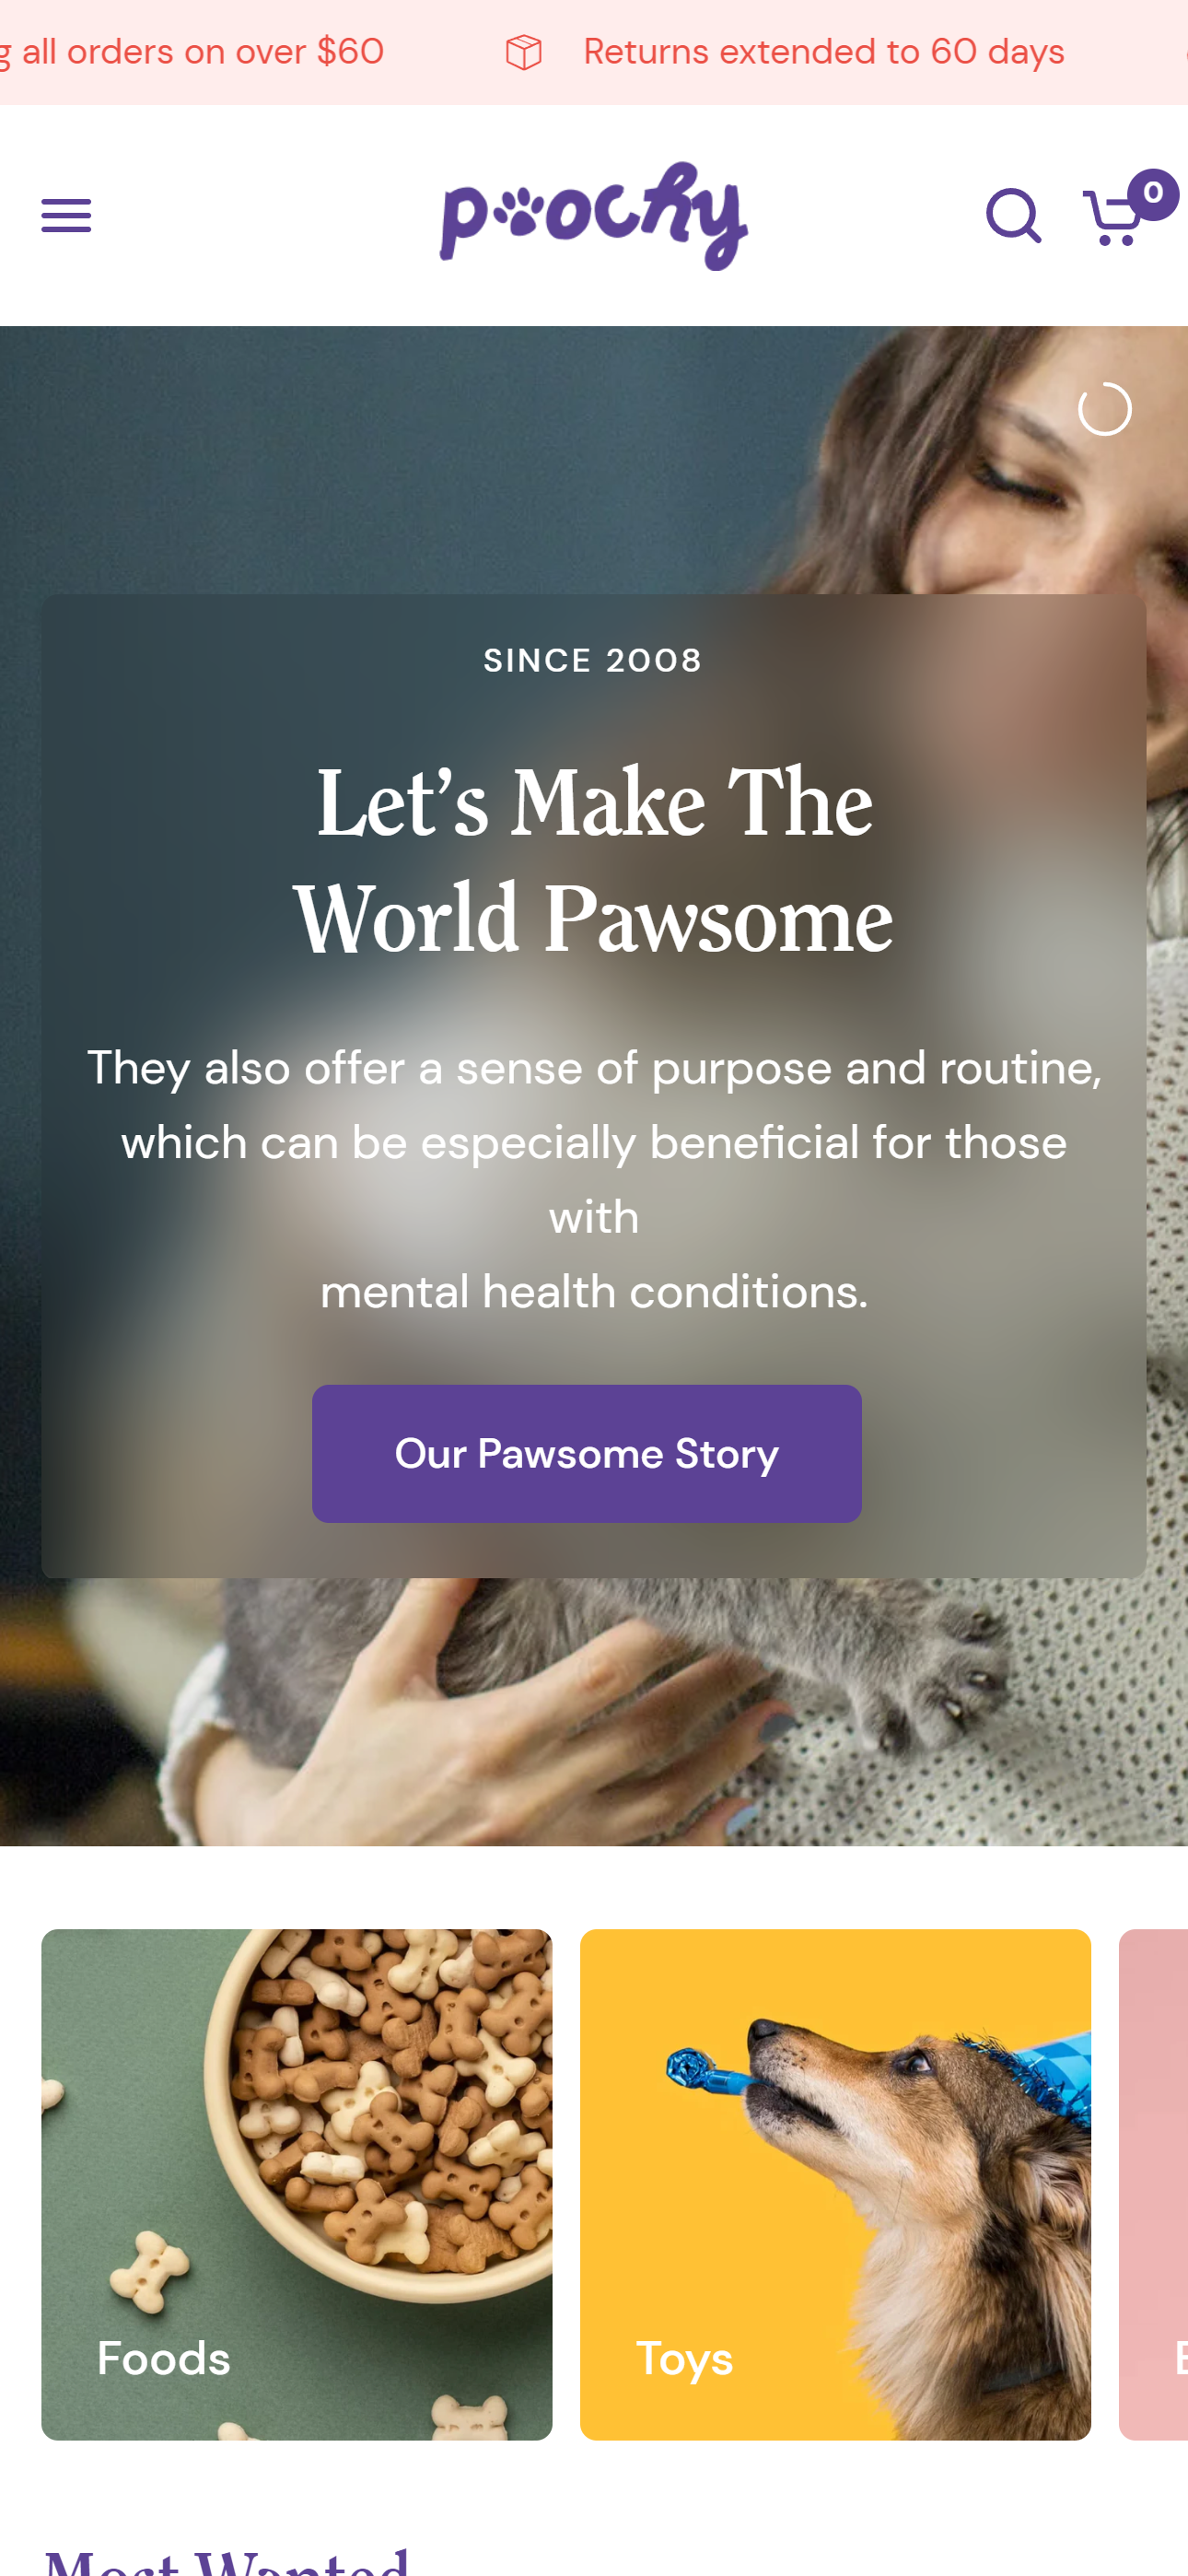 all orders on over $60
Returns extended to 60 days
poochy
0
SINCE 2008
Let’s Make The
World Pawsome
They also offer a sense of purpose and routine,
which can be especially beneficial for those
with
mental health conditions.
Our Pawsome Story
Foods
Toys
Most Wanted